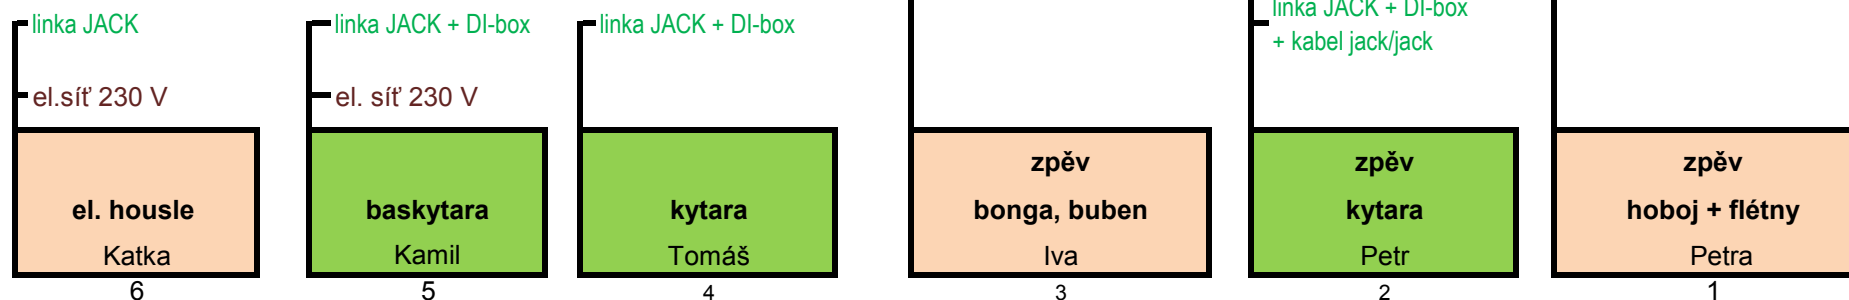 linka JACK
el.síť 230 V
el. housle
Katka
6
linka JACK + DI-box
el. síť 230 V
baskytara
Kamil
5
linka JACK + DI-box
kytara
Tomáš
4
zpěv
bonga, buben
Iva
3
linka JACK + DI-box
+ kabel jack/jack
zpěv
kytara
Petr
2
zpěv
hoboj + flétny
Petra
1